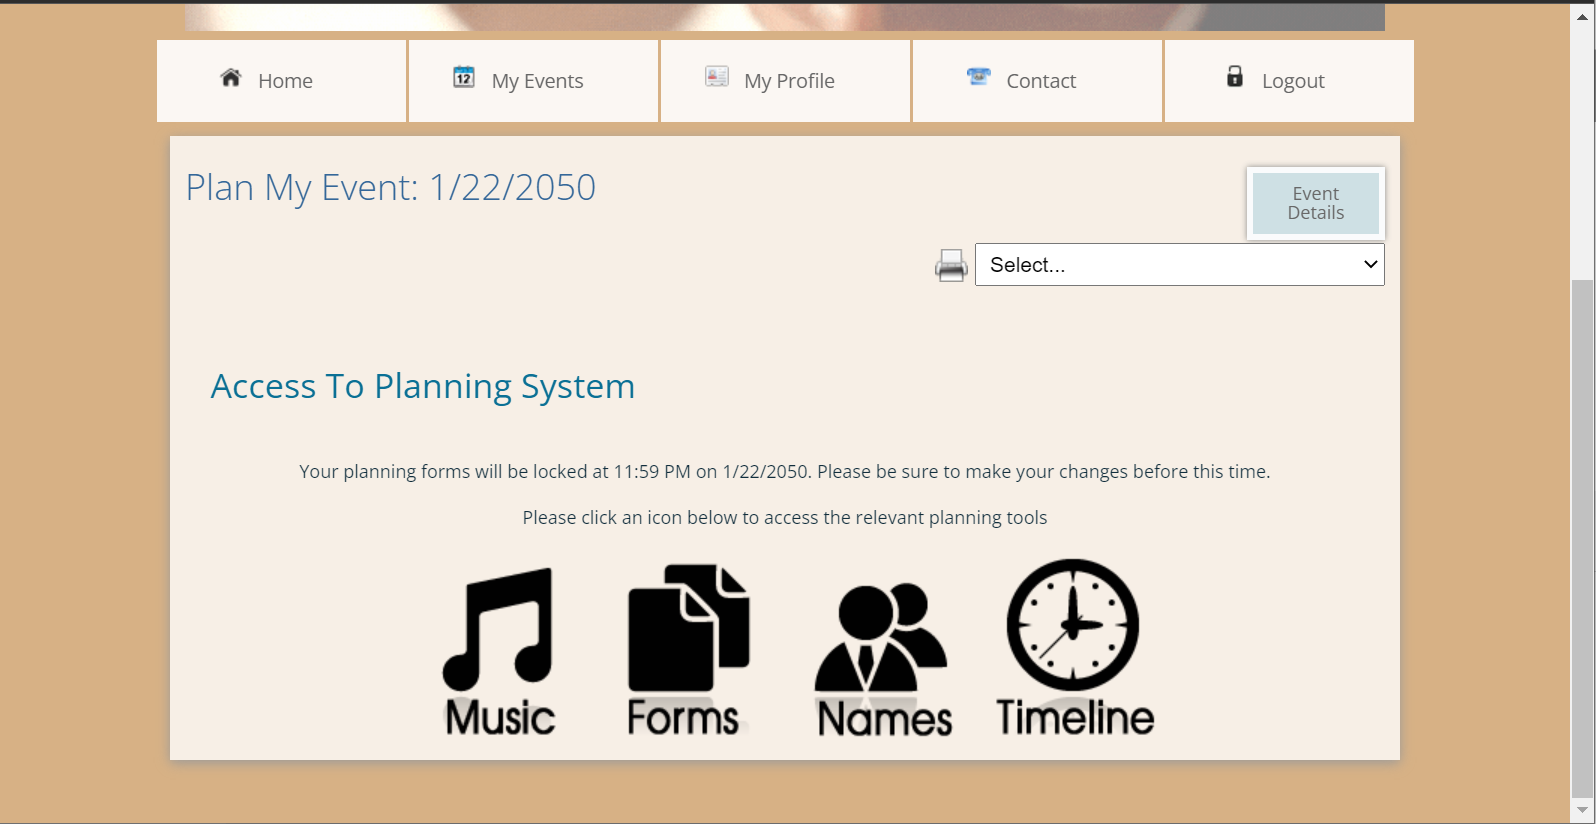 Home
My Events
My Profile
Contact
Logout
Plan My Event: 1/22/2050
Event
Details
Select...
Access To Planning System
Your planning forms will be locked at 11:59 PM on 1/22/2050. Please be sure to make your changes before this time.
Please click an icon below to access the relevant planning tools
Music
Forms
Names
Timeline